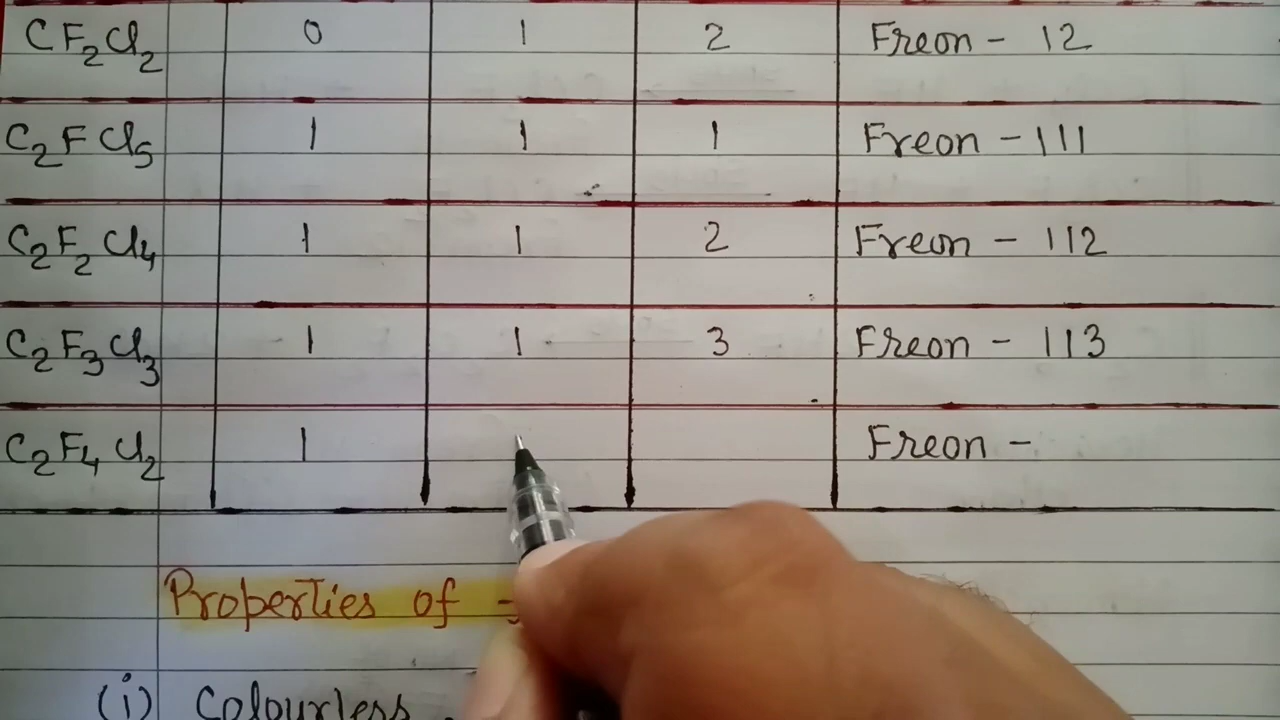 CF₂Cl₂ 0 1 2 Freon - 12
C₂FCl₅ 1 1 1 Freon - 111
C₂F₂Cl₄ 1 1 2 Freon - 112
C₂F₃Cl₃ 1 1 3 Freon - 113
C₂F₄Cl₂ 1 Freon -
Properties of
(i) Colourless